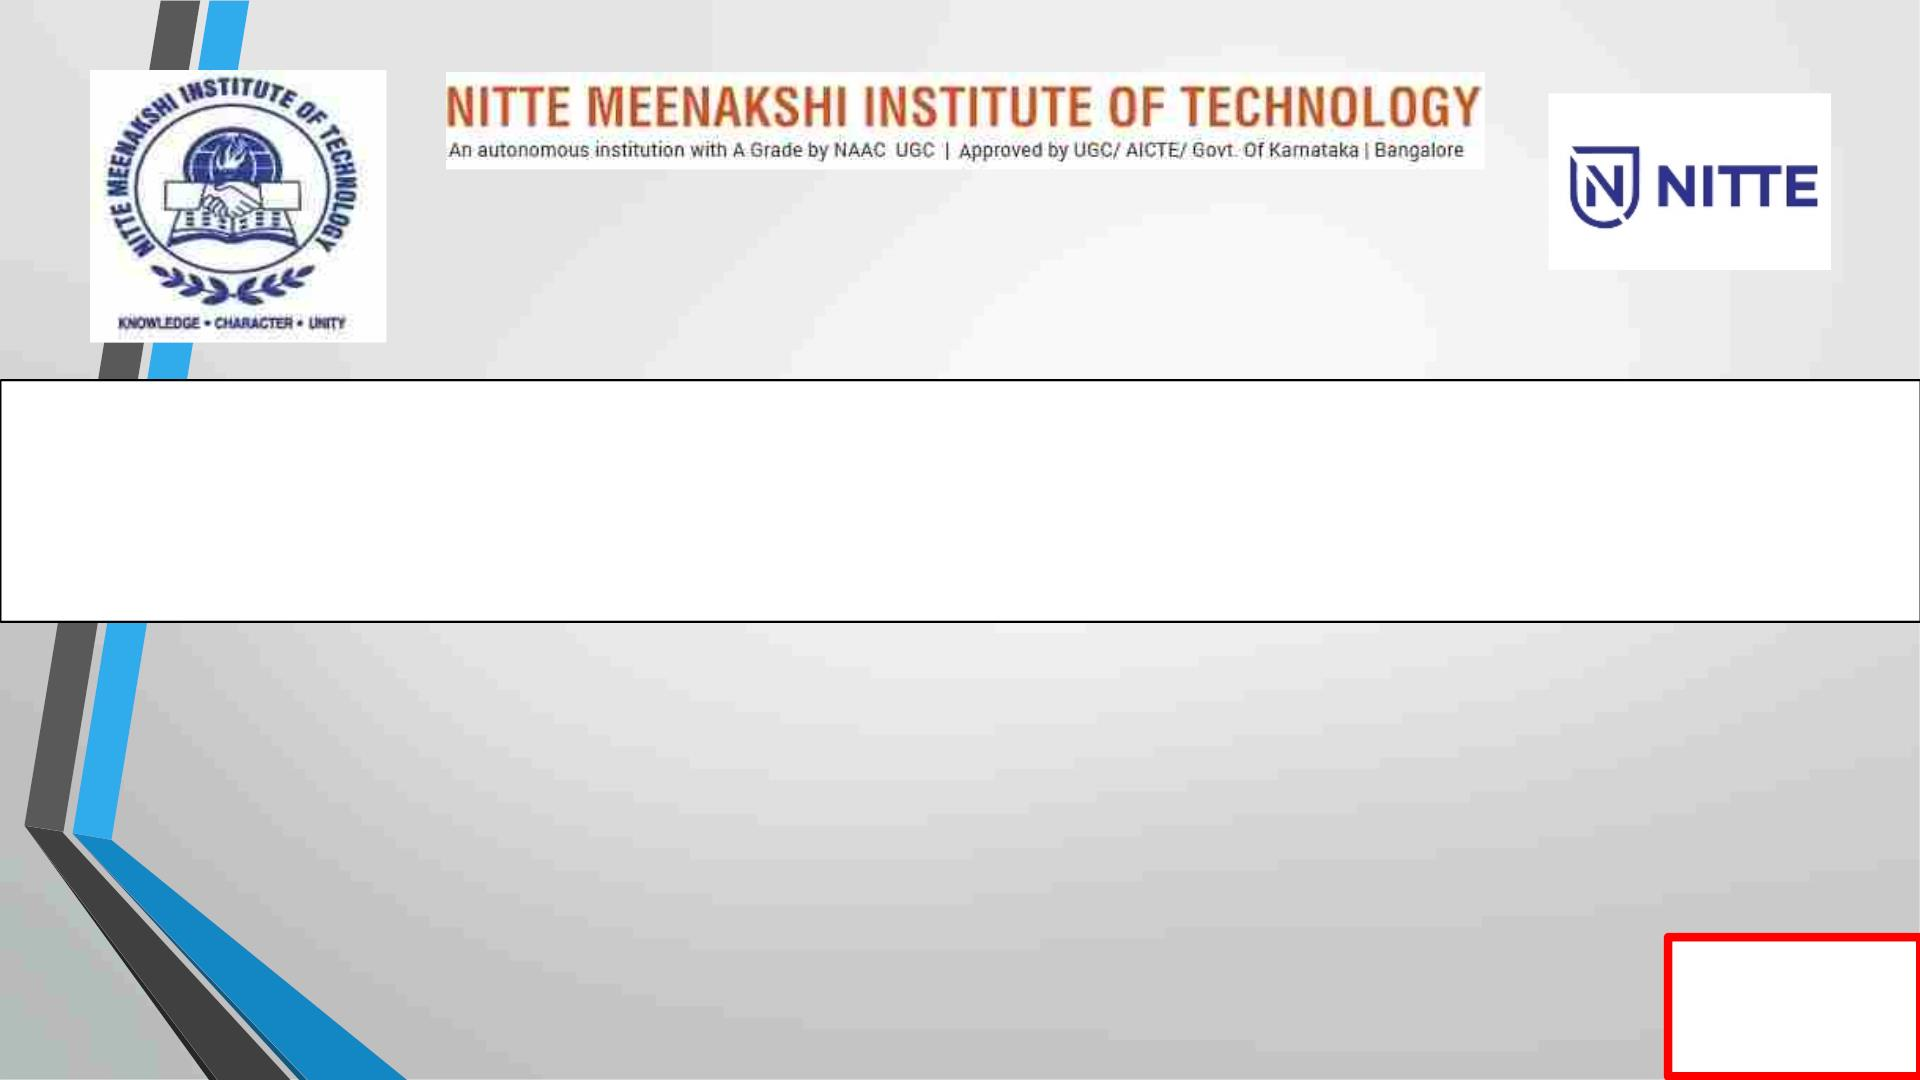 NITTE MEENAKSHI INSTITUTE OF TECHNOLOGY
KNOWLEDGE • CHARACTER • UNITY
NITTE MEENAKSHI INSTITUTE OF TECHNOLOGY
An autonomous institution with A Grade by NAAC UGC | Approved by UGC/ AICTE/ Govt. Of Karnataka | Bangalore
N NITTE